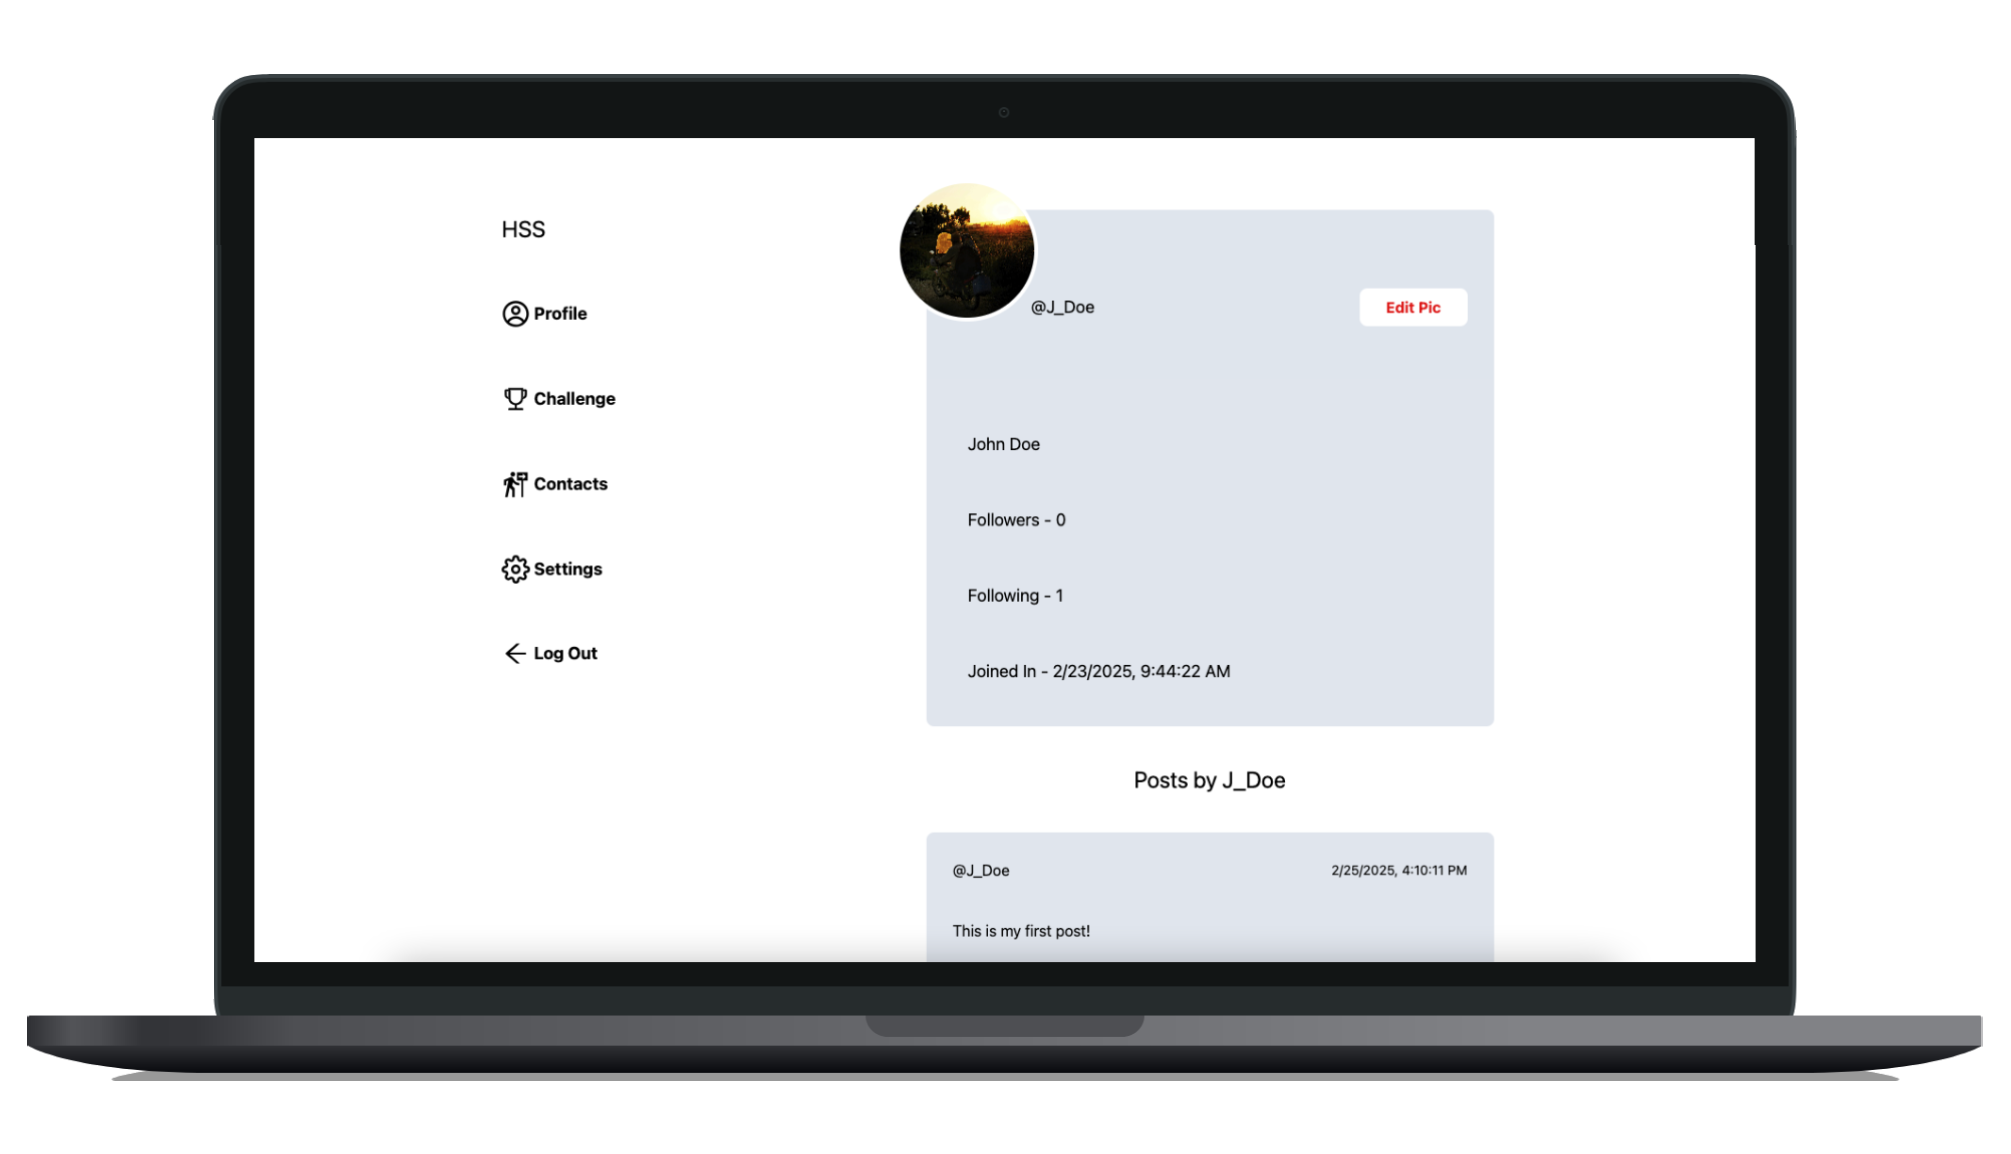 HSS
Profile
Challenge
Contacts
Settings
Log Out
@J_Doe
Edit Pic
John Doe
Followers - 0
Following - 1
Joined In - 2/23/2025, 9:44:22 AM
Posts by J_Doe
@J_Doe
2/25/2025, 4:10:11 PM
This is my first post!